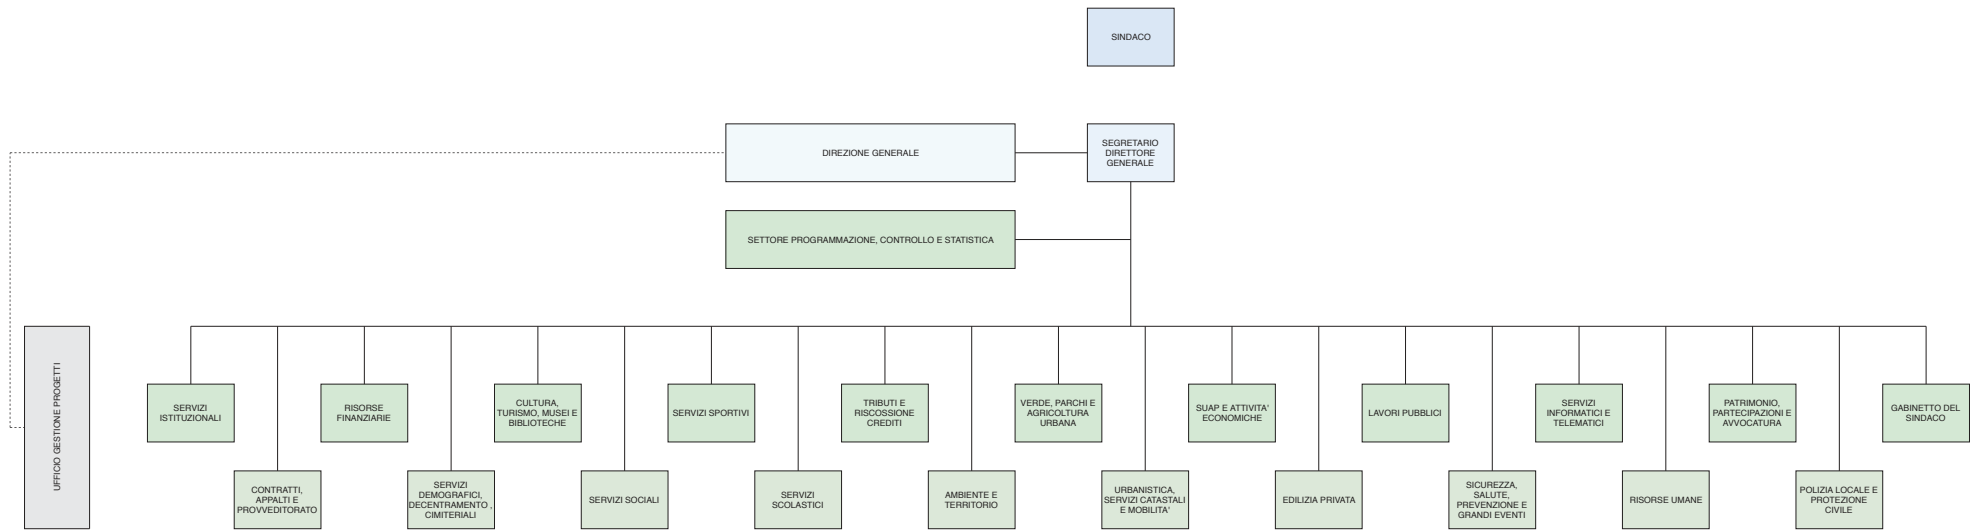 SINDACO
DIREZIONE GENERALE
SEGRETARIO
DIRETTORE
GENERALE
SETTORE PROGRAMMAZIONE, CONTROLLO E STATISTICA
UFFICIO GESTIONE PROGETTI
SERVIZI
ISTITUZIONALI
RISORSE
FINANZIARIE
CULTURA,
TURISMO, MUSEI E
BIBLIOTECHE
SERVIZI SPORTIVI
TRIBUTI E
RISCOSSIONE
CREDITI
VERDE, PARCHI E
AGRICOLTURA
URBANA
SUAP E ATTIVITA'
ECONOMICHE
LAVORI PUBBLICI
SERVIZI
INFORMATICI E
TELEMATICI
PATRIMONIO,
PARTECIPAZIONI E
AVVOCATURA
GABINETTO DEL
SINDACO
CONTRATTI,
APPALTI E
PROVVEDITORATO
SERVIZI
DEMOGRAFICI,
DECENTRAMENTO ,
CIMITERIALI
SERVIZI SOCIALI
SERVIZI
SCOLASTICI
AMBIENTE E
TERRITORIO
URBANISTICA,
SERVIZI CATASTALI
E MOBILITA'
EDILIZIA PRIVATA
SICUREZZA,
SALUTE,
PREVENZIONE E
GRANDI EVENTI
RISORSE UMANE
POLIZIA LOCALE E
PROTEZIONE
CIVILE